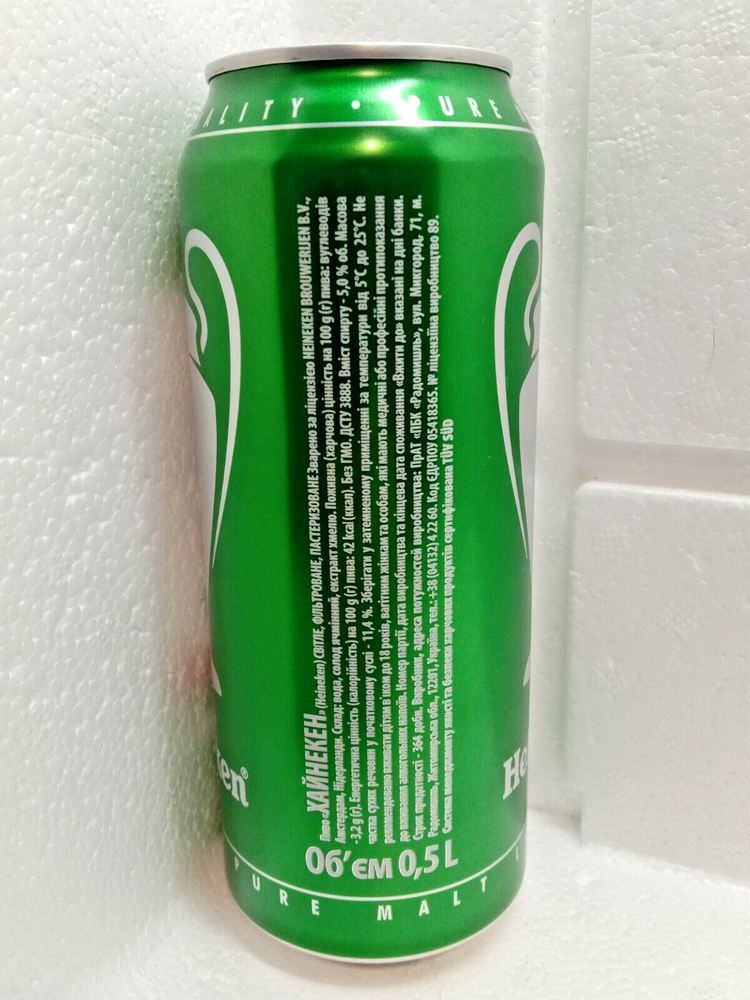 ALITY • PURE
Пиво «ХАЙНЕКЕН» (Heineken) СВІТЛЕ, ФІЛЬТРОВАНЕ, ПАСТЕРИЗОВАНЕ Зварено за ліцензією HEINEKEN BROUWERIJEN B.V.,
Амстердам, Нідерланди. Склад: вода, солод ячмінний, екстракт хмелю. Поживна (харчова) цінність на 100 g (г) пива: вуглеводів
- 3,2 g (г). Енергетична цінність (калорійність) на 100 g (г) пива: 42 kcal (ккал). Без ГМО. ДСТУ 3888. Вміст спирту - 5,0 % об. Масова
частка сухих речовин у початковому суслі - 11,4 %. Зберігати у затемненому приміщенні за температури від 5°С до 25°С. Не
рекомендовано вживати дітям в'ком до 18 років, вагітним жінкам та особам, які мають медичні або професійні протипоказання
до вживання алкогольних напоїв. Номер партії, дата виробництва та кінцева дата споживання «Вжити до» вказані на дні банки.
Строк придатності - 364 доби. Виробник, адреса потужностей виробництва: ПрАТ «ПБК «Радомишль», вул. Микгород, 71, м.
Радомишль, Житомирська обл., 12201, Україна, тел.: +38 (04132) 4 22 60. Код ЄДРПОУ 05418365. № ліцензії на виробництво 89.
Система менеджменту якості та безпеки харчових продуктів сертифікована TÜV SÜD
Об'єм 0,5 L
ken®
He
PURE MALT